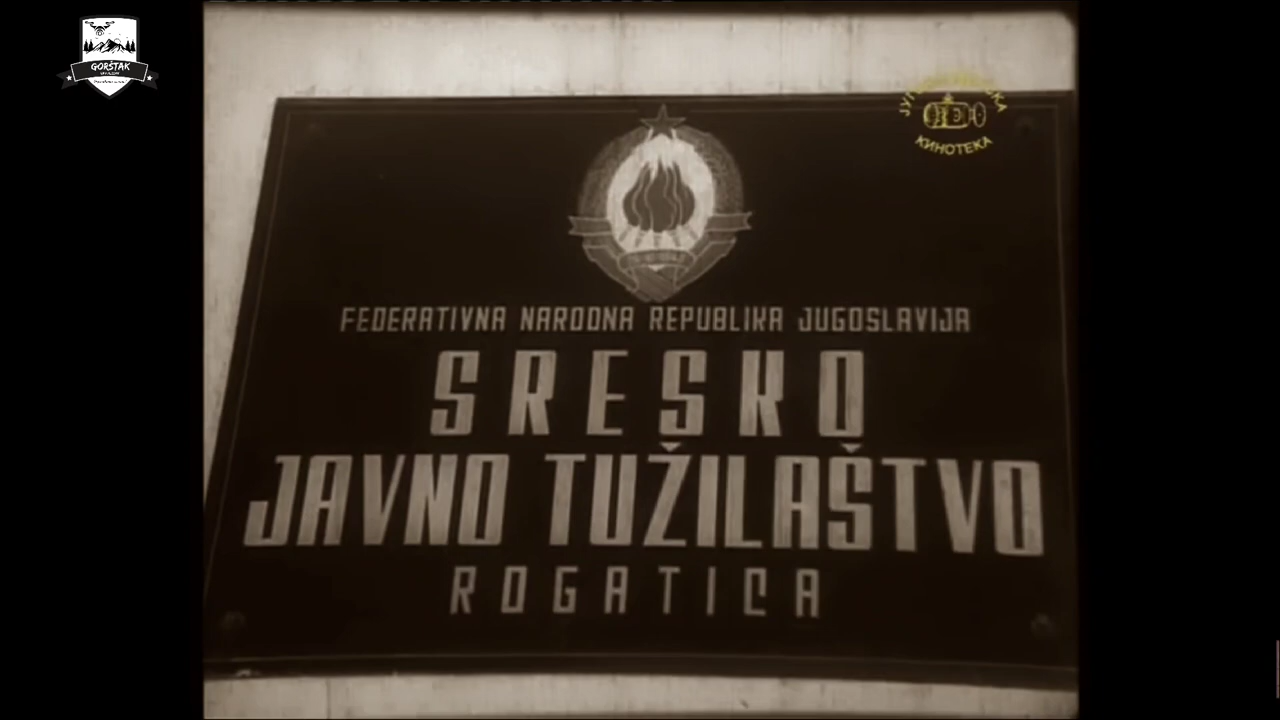 GORŠTAK
КИНОТЕКА
FEDERATIVNA NARODNA REPUBLIKA JUGOSLAVIJA
SRESKO
JAVNO TUŽILAŠTVO
ROGATICA